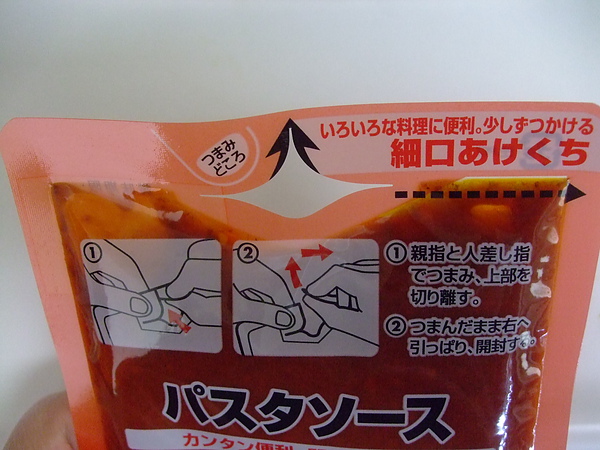 いろいろな料理に便利。少しずつかける
つまみ
どころ
細口あけくち
①
②
① 親指と人差し指
でつまみ、上部を
切り離す。
② つまんだまま右へ
引っぱり、開封する。
パスタソース
カンタン便利